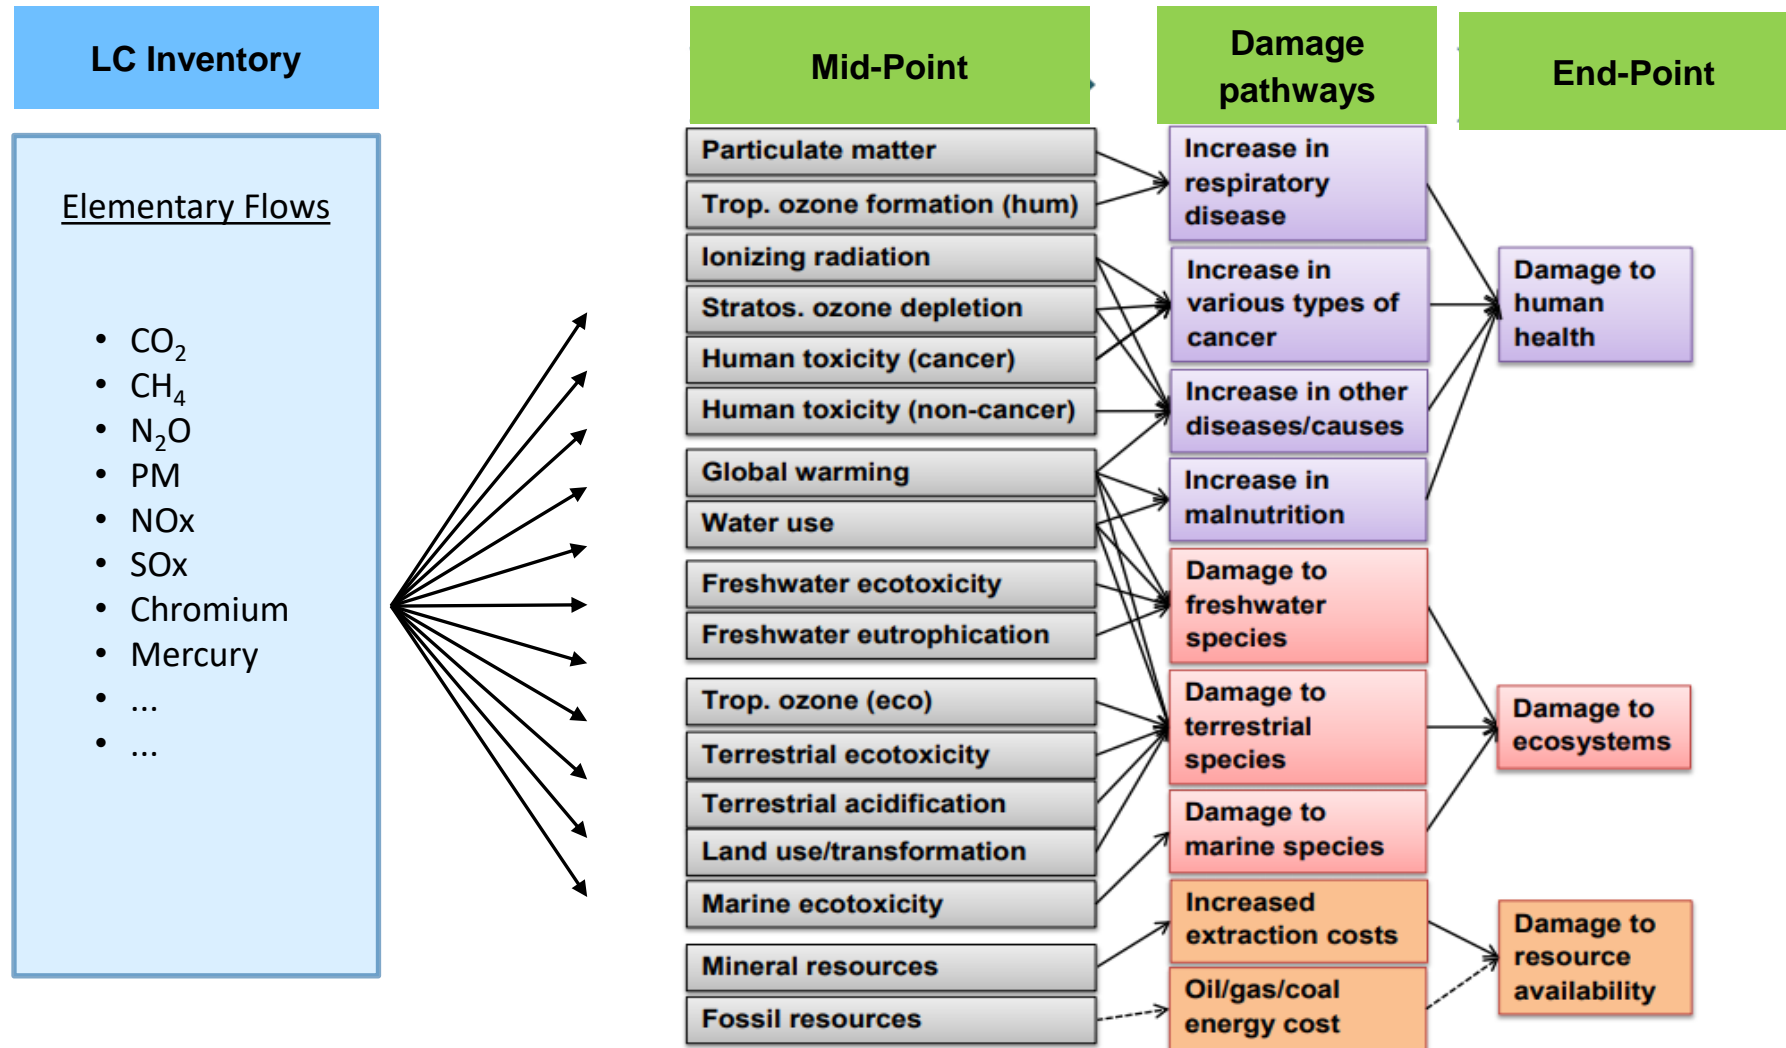 LC Inventory
Elementary Flows
• CO₂
• CH₄
• N₂O
• PM
• NOx
• SOx
• Chromium
• Mercury
• ...
• ...
Mid-Point
Particulate matter
Trop. ozone formation (hum)
Ionizing radiation
Stratos. ozone depletion
Human toxicity (cancer)
Human toxicity (non-cancer)
Global warming
Water use
Freshwater ecotoxicity
Freshwater eutrophication
Trop. ozone (eco)
Terrestrial ecotoxicity
Terrestrial acidification
Land use/transformation
Marine ecotoxicity
Mineral resources
Fossil resources
Damage
pathways
Increase in
respiratory
disease
Increase in
various types of
cancer
Increase in other
diseases/causes
Increase in
malnutrition
Damage to
freshwater
species
Damage to
terrestrial
species
Damage to
marine species
Increased
extraction costs
Oil/gas/coal
energy cost
End-Point
Damage to
human
health
Damage to
ecosystems
Damage to
resource
availability